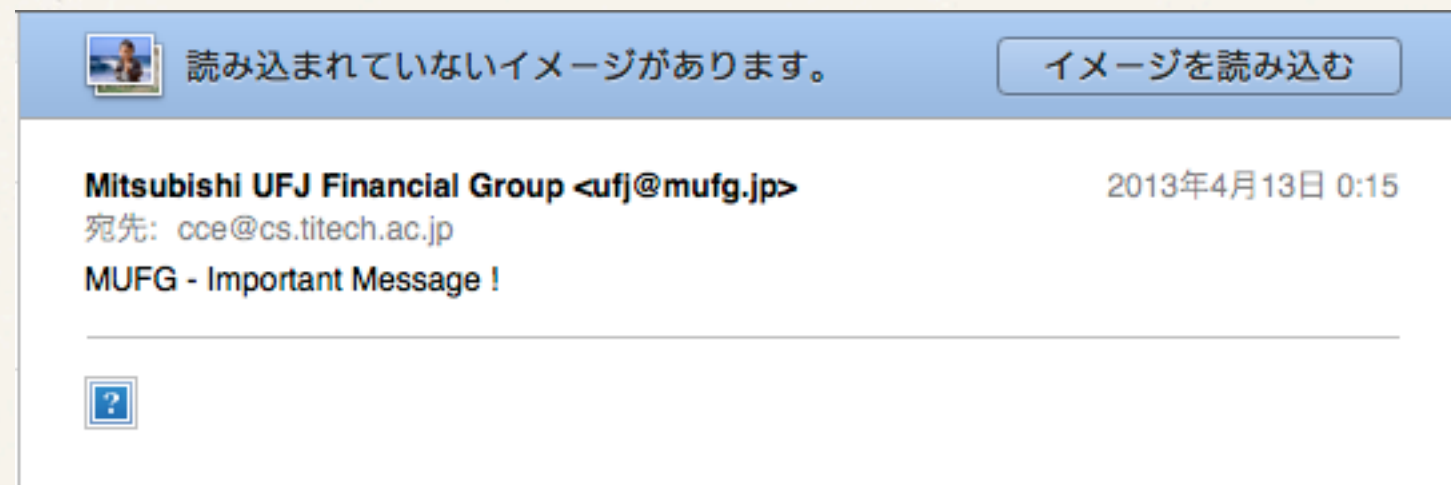 読み込まれていないイメージがあります。 イメージを読み込む
Mitsubishi UFJ Financial Group <ufj@mufg.jp> 2013年4月13日 0:15
宛先: cce@cs.titech.ac.jp
MUFG - Important Message !
?